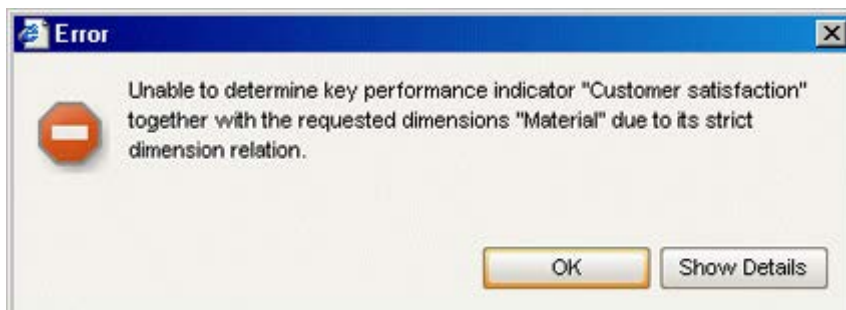 Error
Unable to determine key performance indicator "Customer satisfaction"
together with the requested dimensions "Material" due to its strict
dimension relation.
OK
Show Details